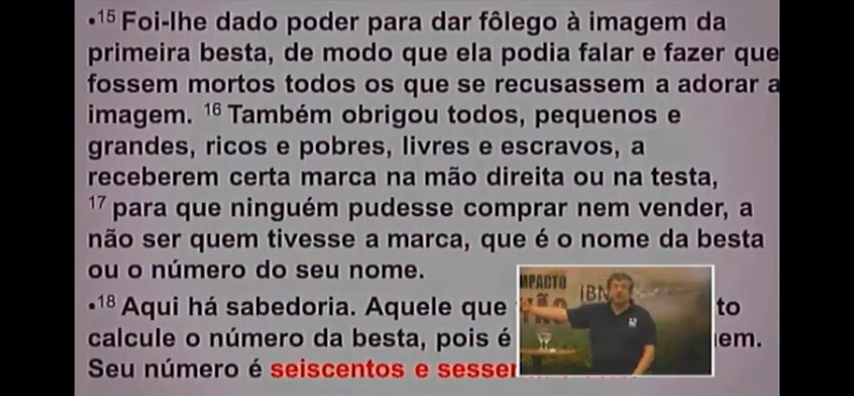 •15 Foi-lhe dado poder para dar fôlego à imagem da
primeira besta, de modo que ela podia falar e fazer que
fossem mortos todos os que se recusassem a adorar a
imagem. 16 Também obrigou todos, pequenos e
grandes, ricos e pobres, livres e escravos, a
receberem certa marca na mão direita ou na testa,
17 para que ninguém pudesse comprar nem vender, a
não ser quem tivesse a marca, que é o nome da besta
ou o número do seu nome.
•18 Aqui há sabedoria. Aquele que to
calcule o número da besta, pois é em.
Seu número é seiscentos e
MPACTO
IBN